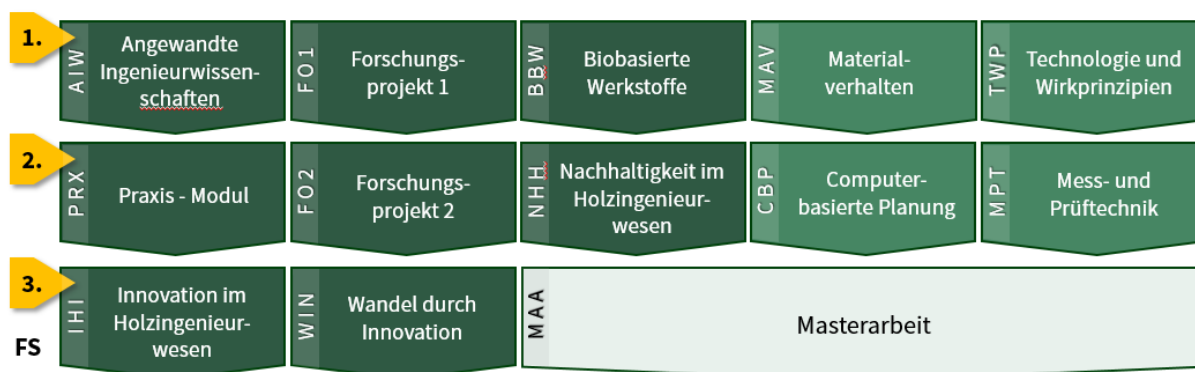 1.
AIW
Angewandte
Ingenieurwissen-
schaften
FO1
Forschungs-
projekt 1
BBW
Biobasierte
Werkstoffe
MAV
Material-
verhalten
TWP
Technologie und
Wirkprinzipien
2.
PRX
Praxis - Modul
FO2
Forschungs-
projekt 2
NHH
Nachhaltigkeit im
Holzingenieur-
wesen
CBP
Computer-
basierte Planung
MPT
Mess- und
Prüftechnik
3.
FS
IHI
Innovation im
Holzingenieur-
wesen
WIN
Wandel durch
Innovation
MAA
Masterarbeit